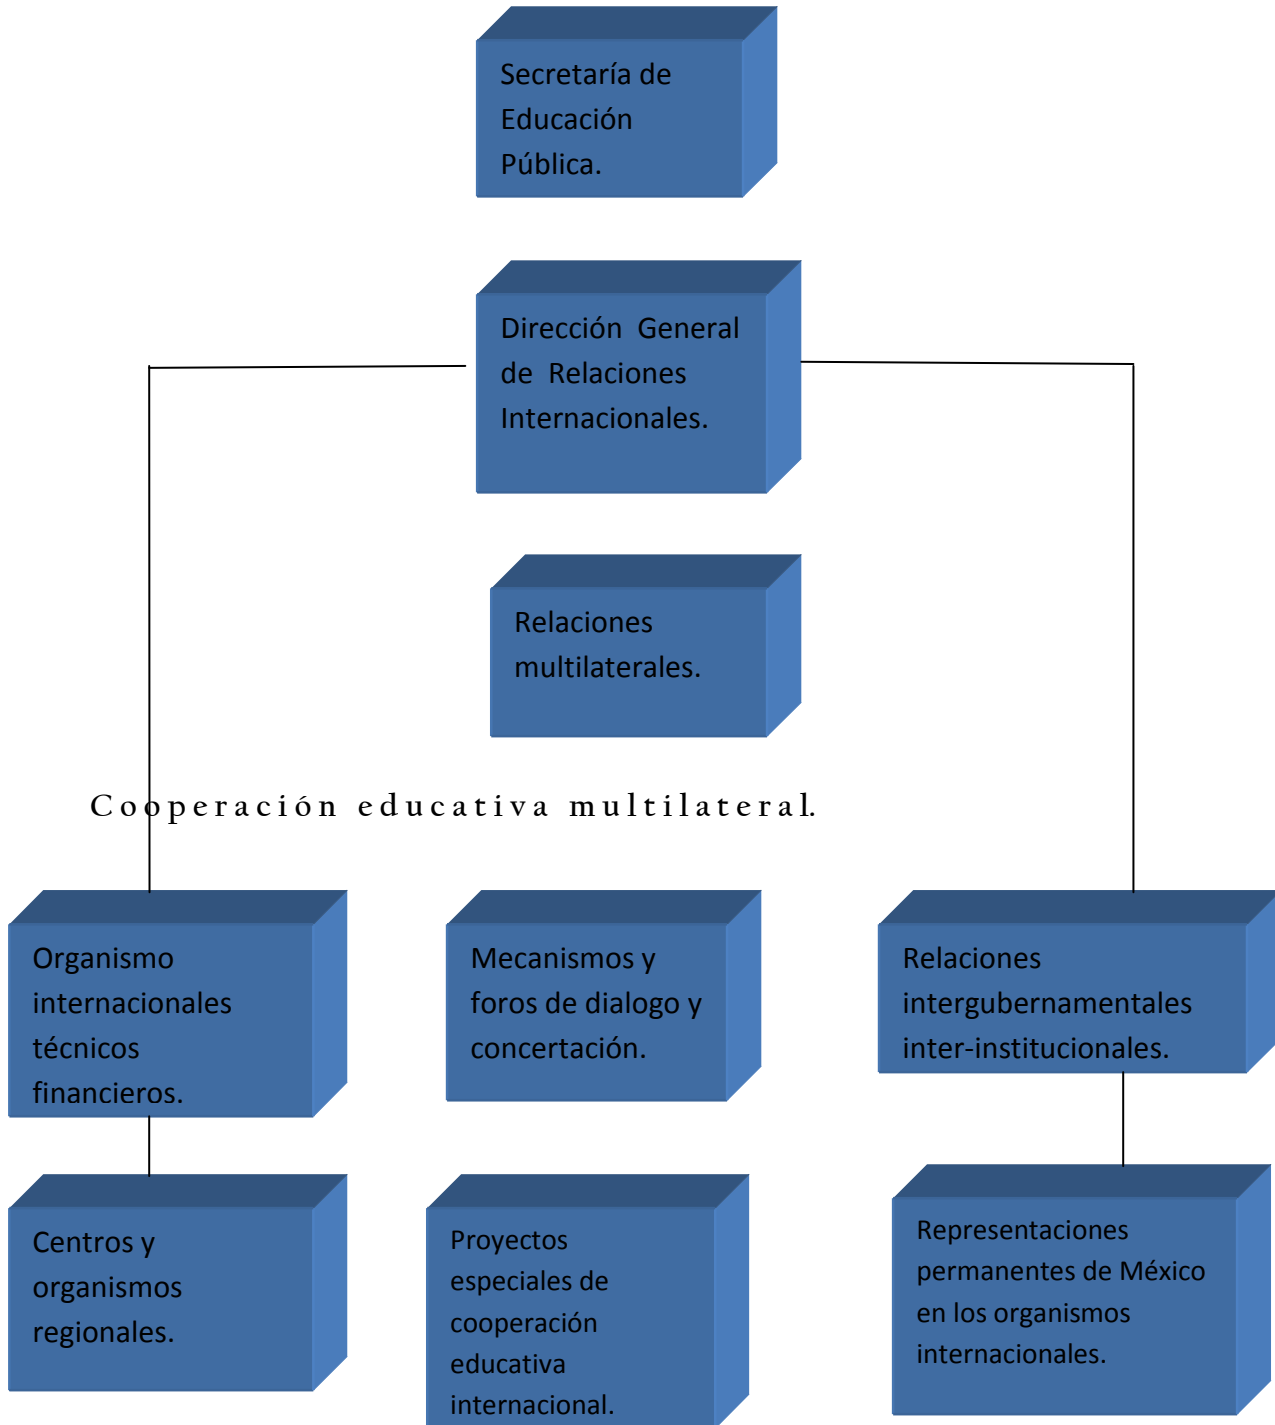 Secretaría de
Educación
Pública.
Dirección General
de Relaciones
Internacionales.
Relaciones
multilaterales.
Cooperación educativa multilateral.
Organismo
internacionales
técnicos
financieros.
Mecanismos y
foros de dialogo y
concertación.
Relaciones
intergubernamentales
inter-institucionales.
Centros y
organismos
regionales.
Proyectos
especiales de
cooperación
educativa
internacional.
Representaciones
permanentes de México
en los organismos
internacionales.